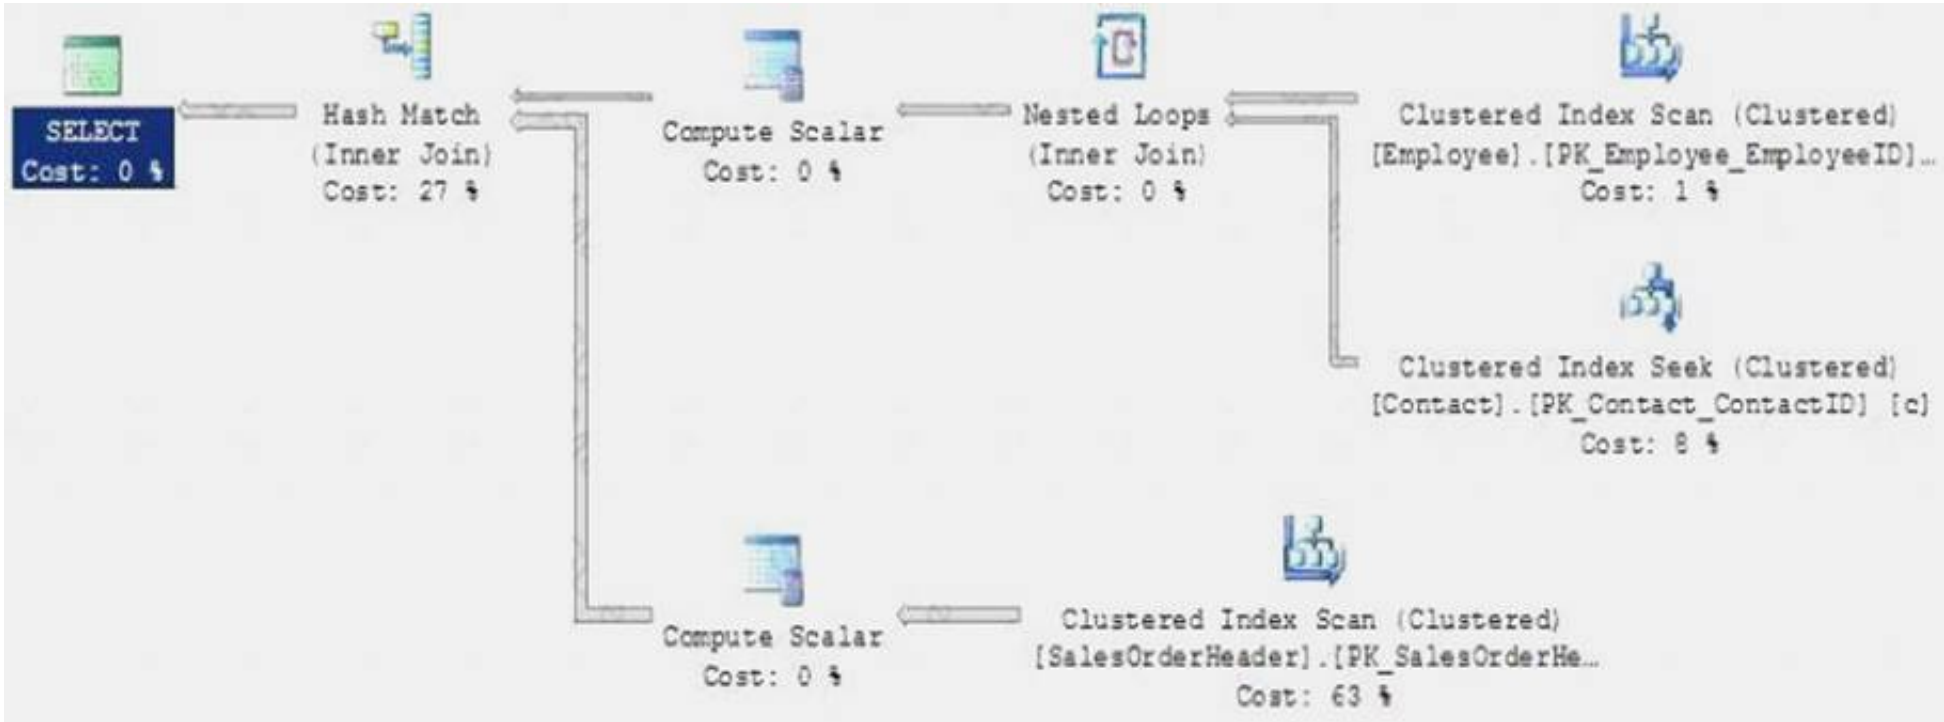 SELECT
Cost: 0 %
Hash Match
(Inner Join)
Cost: 27 %
Compute Scalar
Cost: 0 %
Nested Loops
(Inner Join)
Cost: 0 %
Clustered Index Scan (Clustered)
[Employee].[PK_Employee_EmployeeID]…
Cost: 1 %
Clustered Index Seek (Clustered)
[Contact].[PK_Contact_ContactID] [c]
Cost: 8 %
Compute Scalar
Cost: 0 %
Clustered Index Scan (Clustered)
[SalesOrderHeader].[PK_SalesOrderHe…
Cost: 63 %